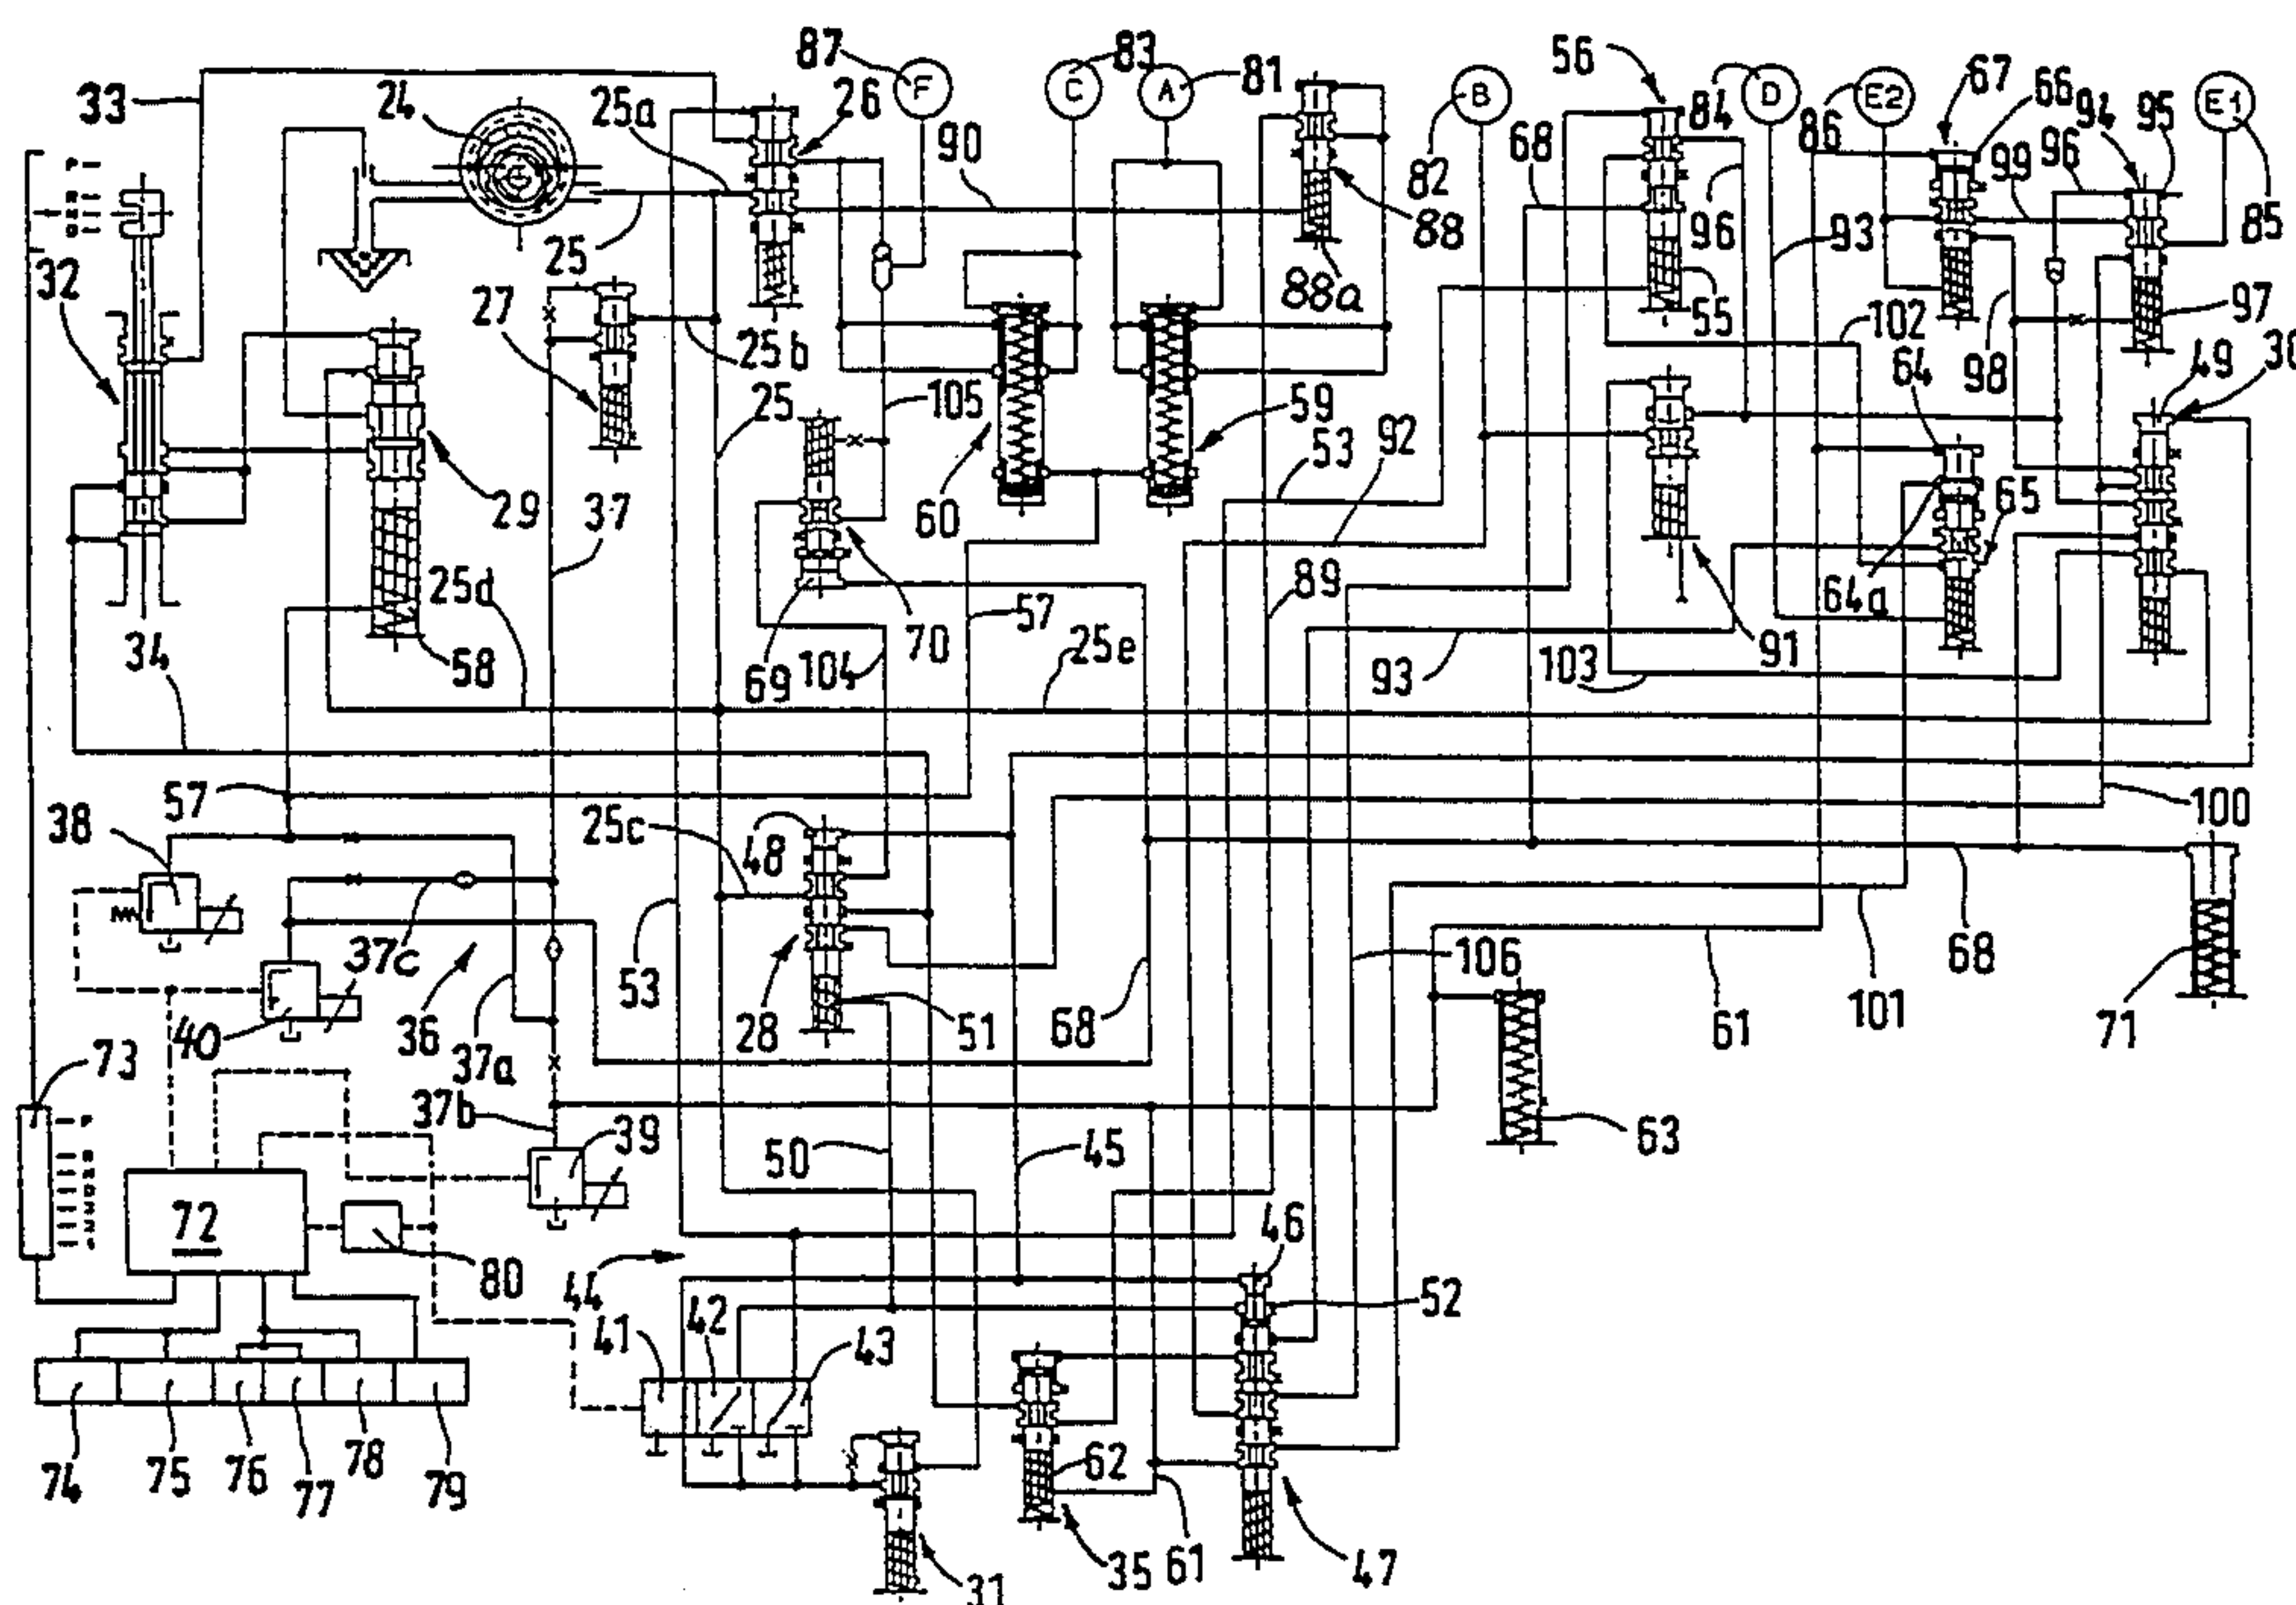 87 F C 83 A 81 56 84 D E2 67 66 94 95 E1
33 24 25a 26 90 B 68 86 99 96
82 88 96 93 85
25 88a 55 102 98 97
32 27 25b 64 49
25 105 59 53 92
29 37 60 65
25d 57 89 64a
34 58 69 104 70 25e 93 103 91
57 25c 100
38 48
37c 53 106 68
40 36 28 51 68 61 101 71
73 37a
37b 39 50 45 63
72 46
80 44 52
41 42 43
62
74 75 76 77 78 79 31 35 61 47